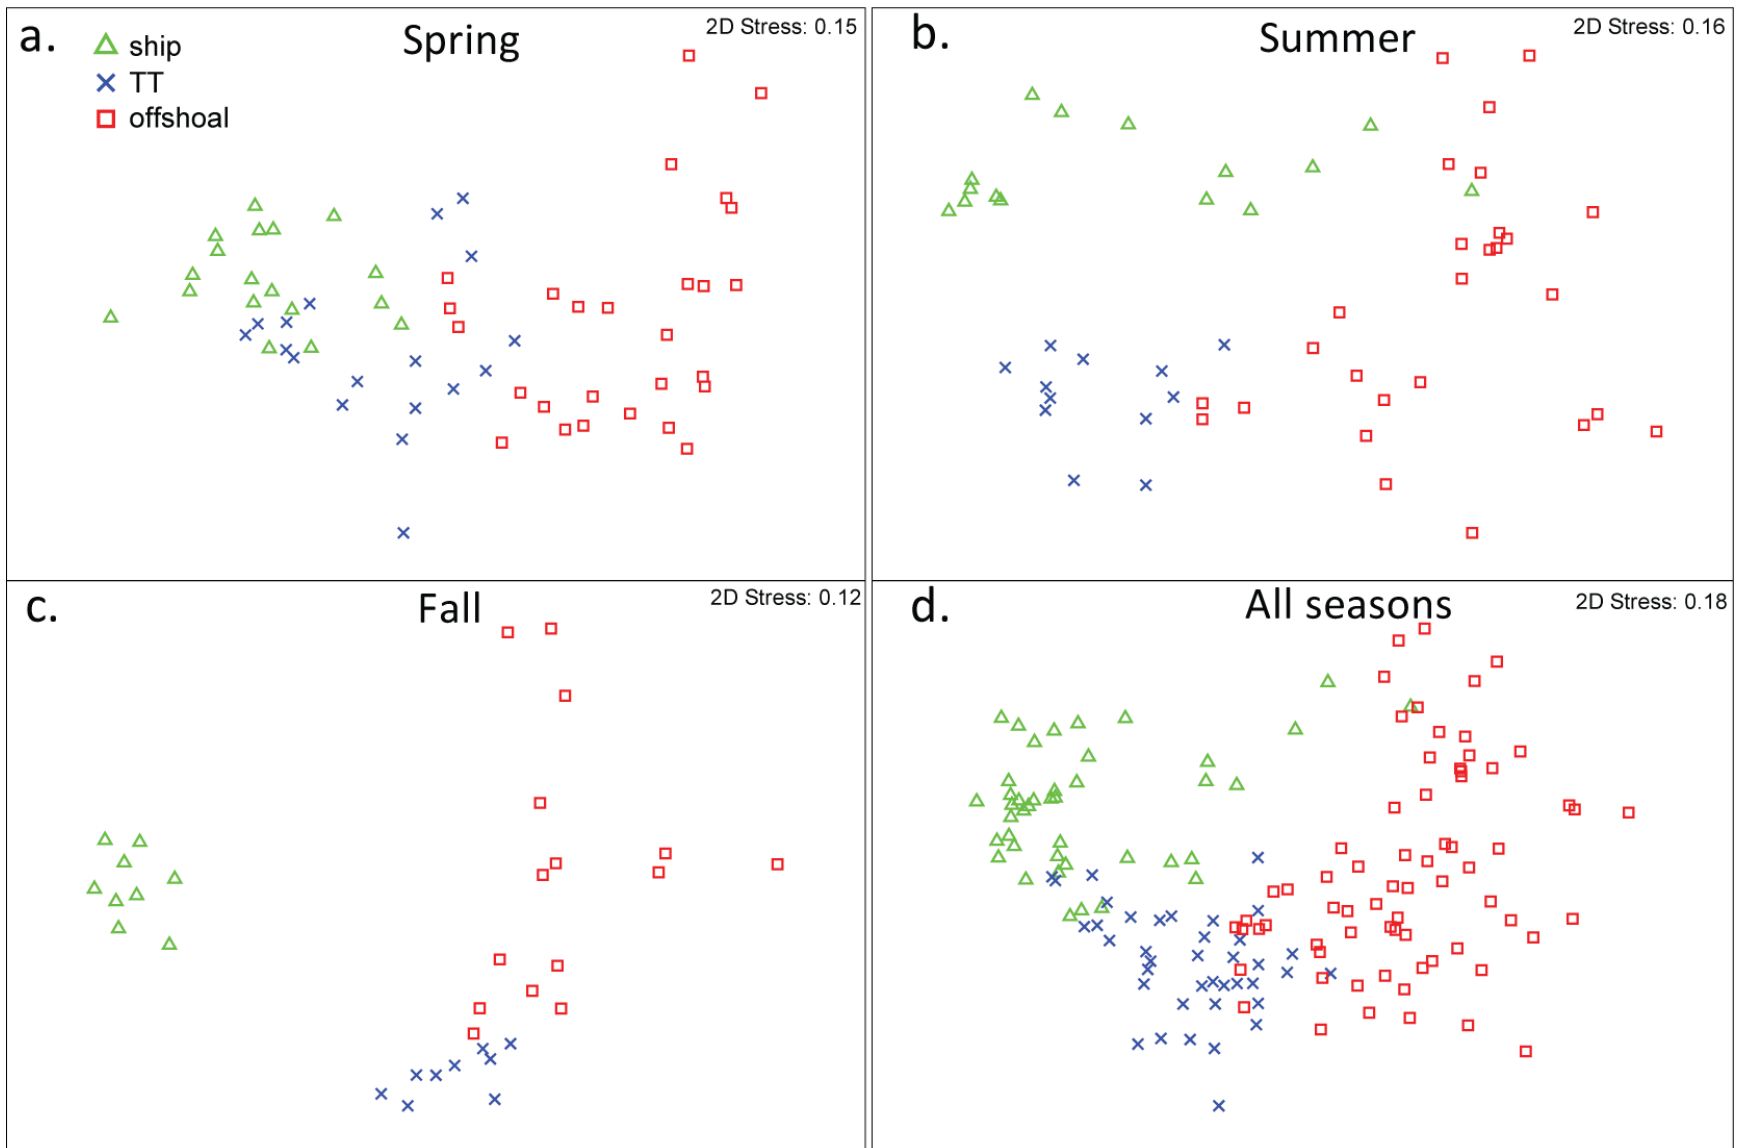 a.
Spring
2D Stress: 0.15
ship
TT
offshoal
b.
Summer
2D Stress: 0.16
c.
Fall
2D Stress: 0.12
d.
All seasons
2D Stress: 0.18